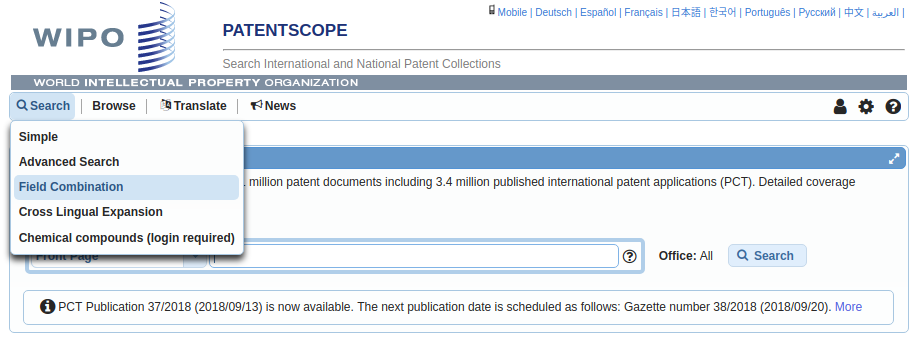 Mobile | Deutsch | Español | Français | 日本語 | 한국어 | Português | Русский | 中文 | العربية |
WIPO
PATENTSCOPE
Search International and National Patent Collections
WORLD INTELLECTUAL PROPERTY ORGANIZATION
Search | Browse | Translate | News
Simple
Advanced Search
Field Combination
million patent documents including 3.4 million published international patent applications (PCT). Detailed coverage
Cross Lingual Expansion
Chemical compounds (login required)
Front Page
Office: All
Search
PCT Publication 37/2018 (2018/09/13) is now available. The next publication date is scheduled as follows: Gazette number 38/2018 (2018/09/20). More